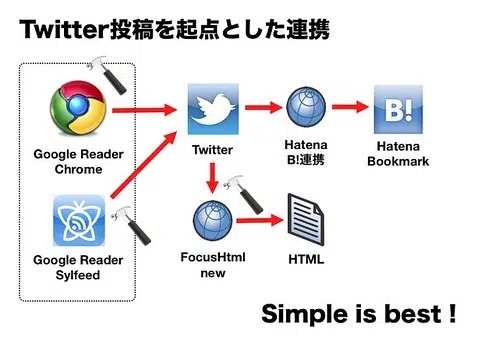 Twitter投稿を起点とした連携
Google Reader
Chrome
Twitter
Hatena
B!連携
B!
Hatena
Bookmark
Google Reader
Sylfeed
FocusHtml
new
HTML
Simple is best !